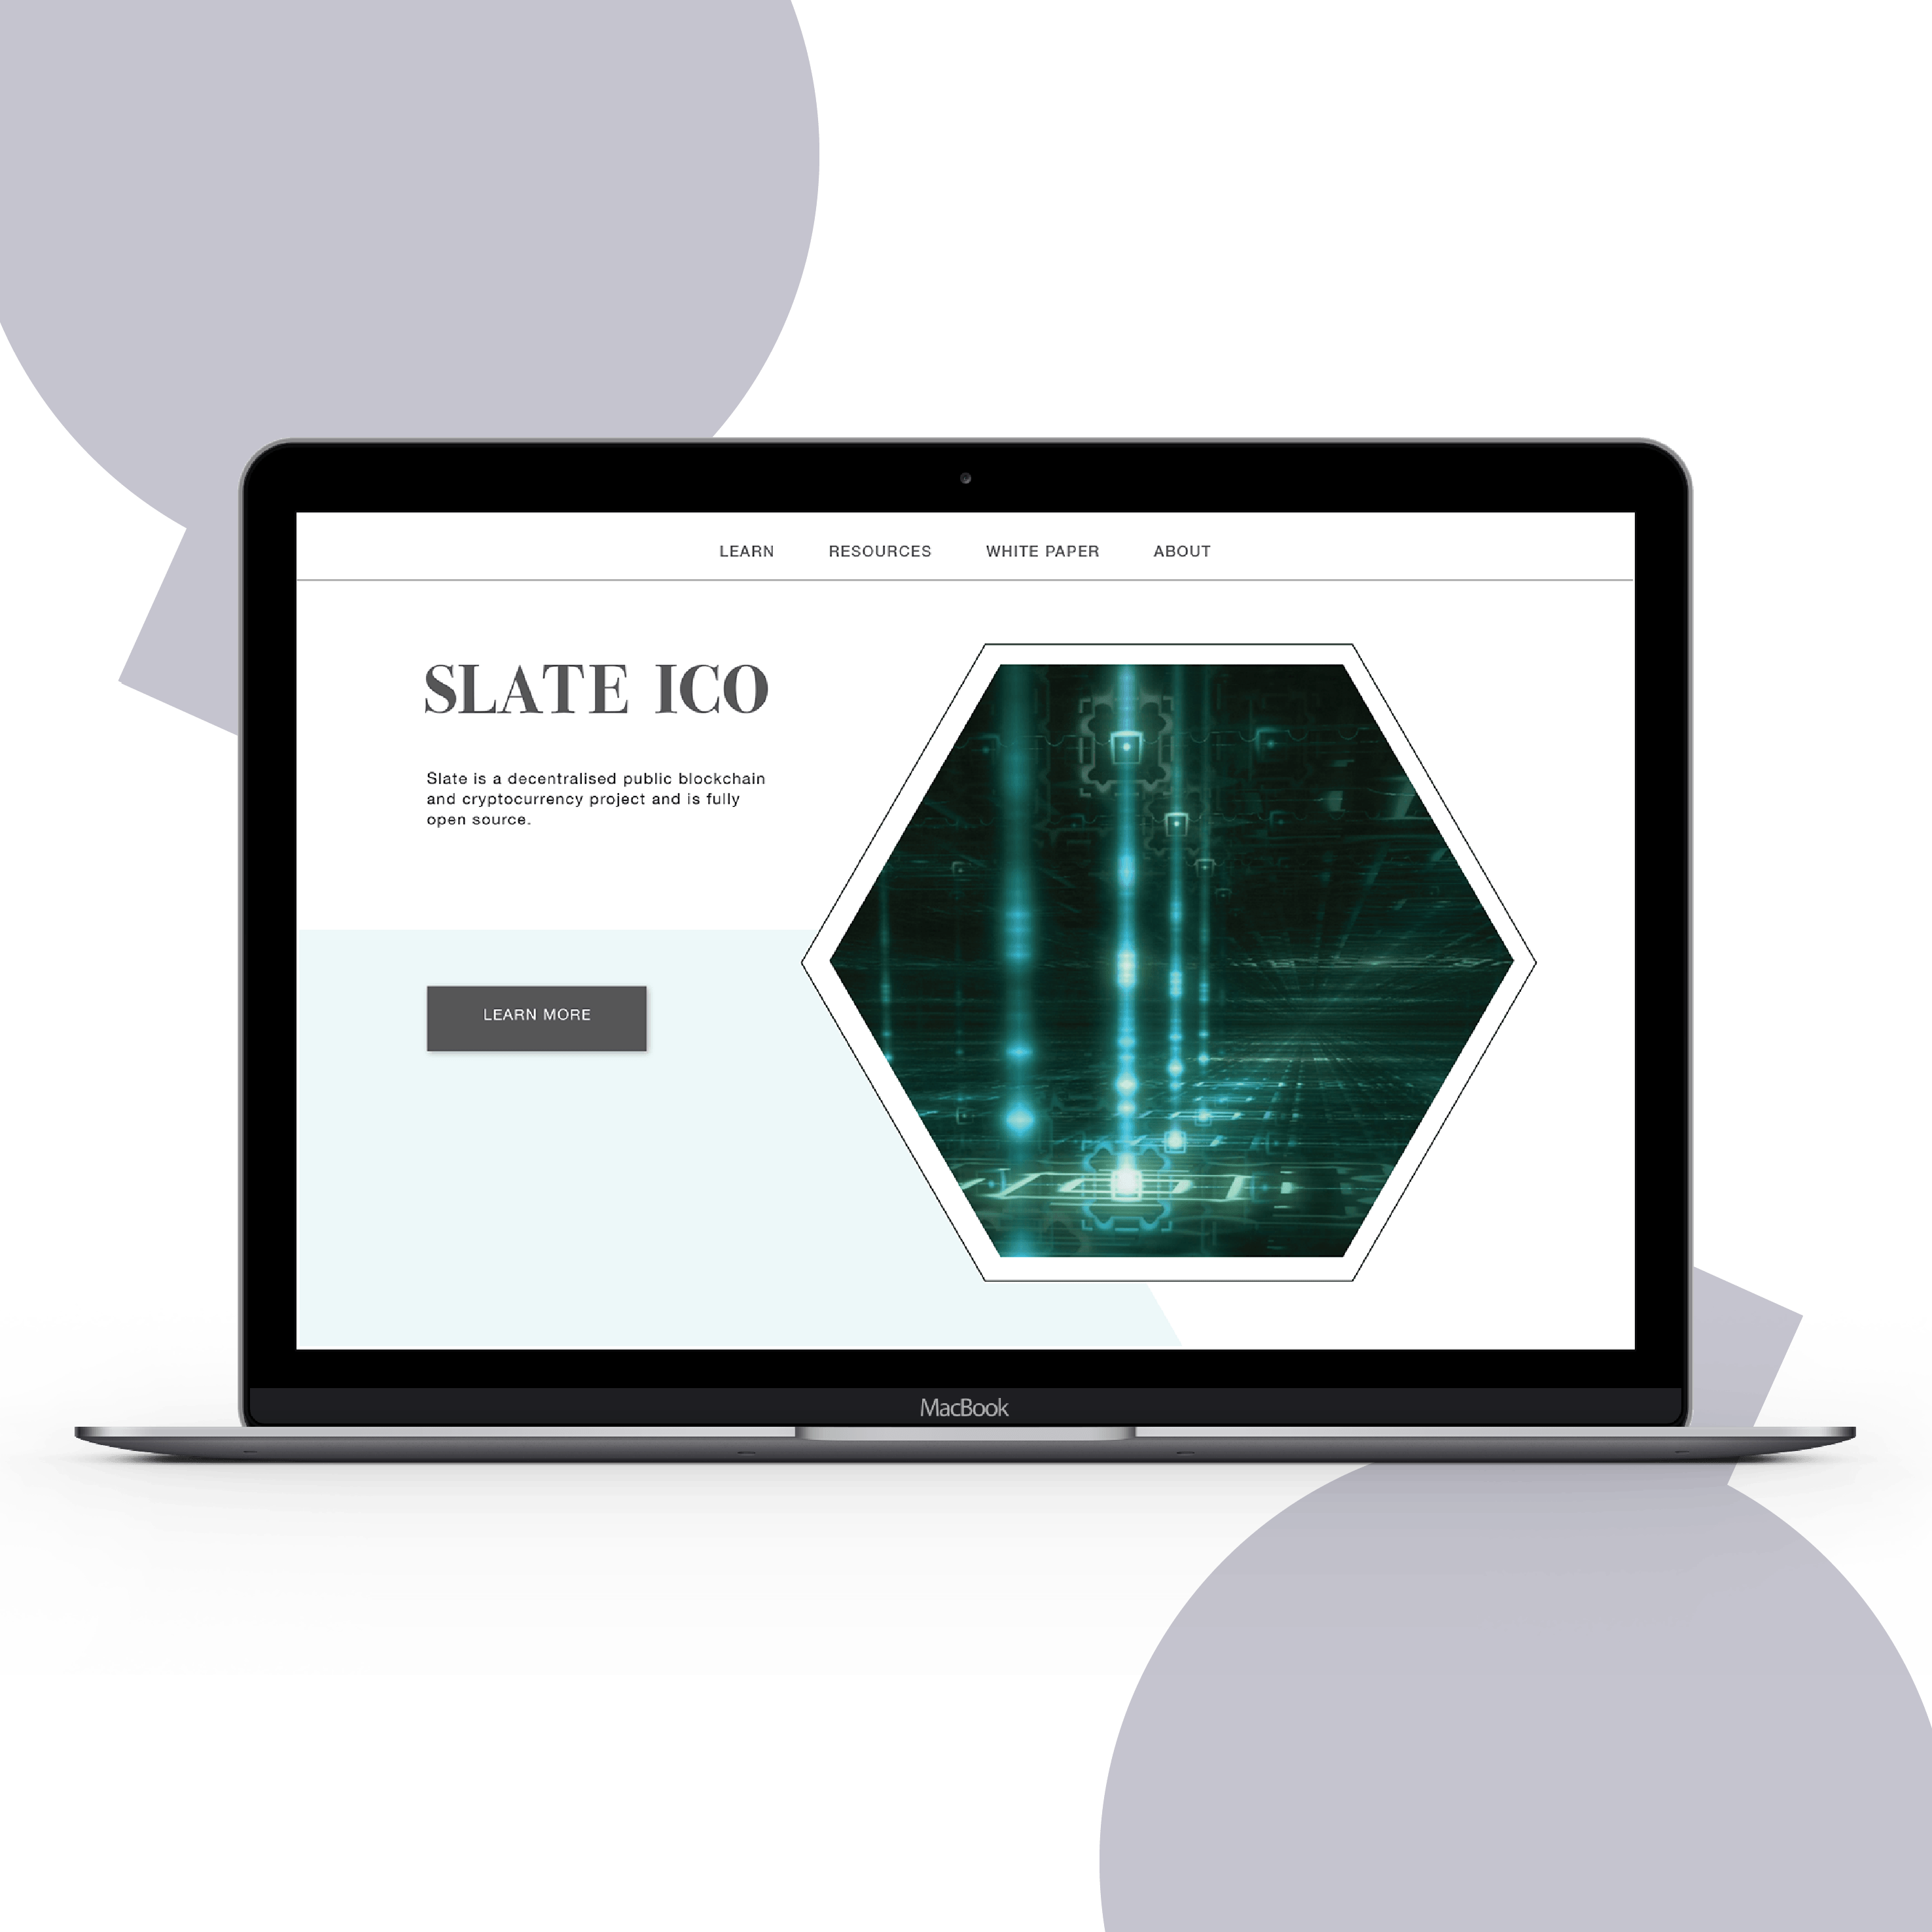 LEARN RESOURCES WHITE PAPER ABOUT
SLATE ICO
Slate is a decentralised public blockchain
and cryptocurrency project and is fully
open source.
LEARN MORE
MacBook